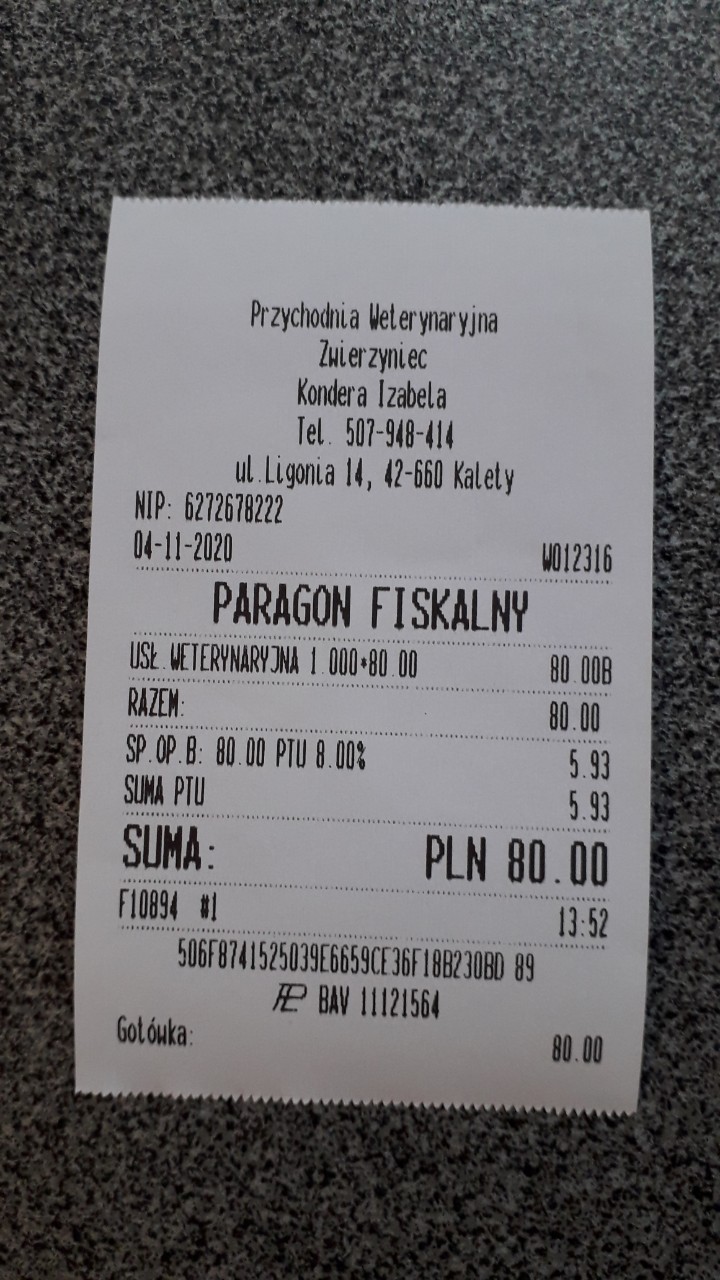 Przychodnia Weterynaryjna
Zwierzyniec
Kondera Izabela
Tel. 507-948-414
ul.Ligonia 14, 42-660 Kalety
NIP: 6272678222
04-11-2020 W012316
PARAGON FISKALNY
USŁ.WETERYNARYJNA 1.000*80.00 80.00B
RAZEM: 80.00
SP.OP.B: 80.00 PTU 8.00% 5.93
SUMA PTU 5.93
SUMA: PLN 80.00
F10894 #1 13:52
506F8741525039E6659CE36F18B230BD 89
BAV 11121564
Gotówka: 80.00